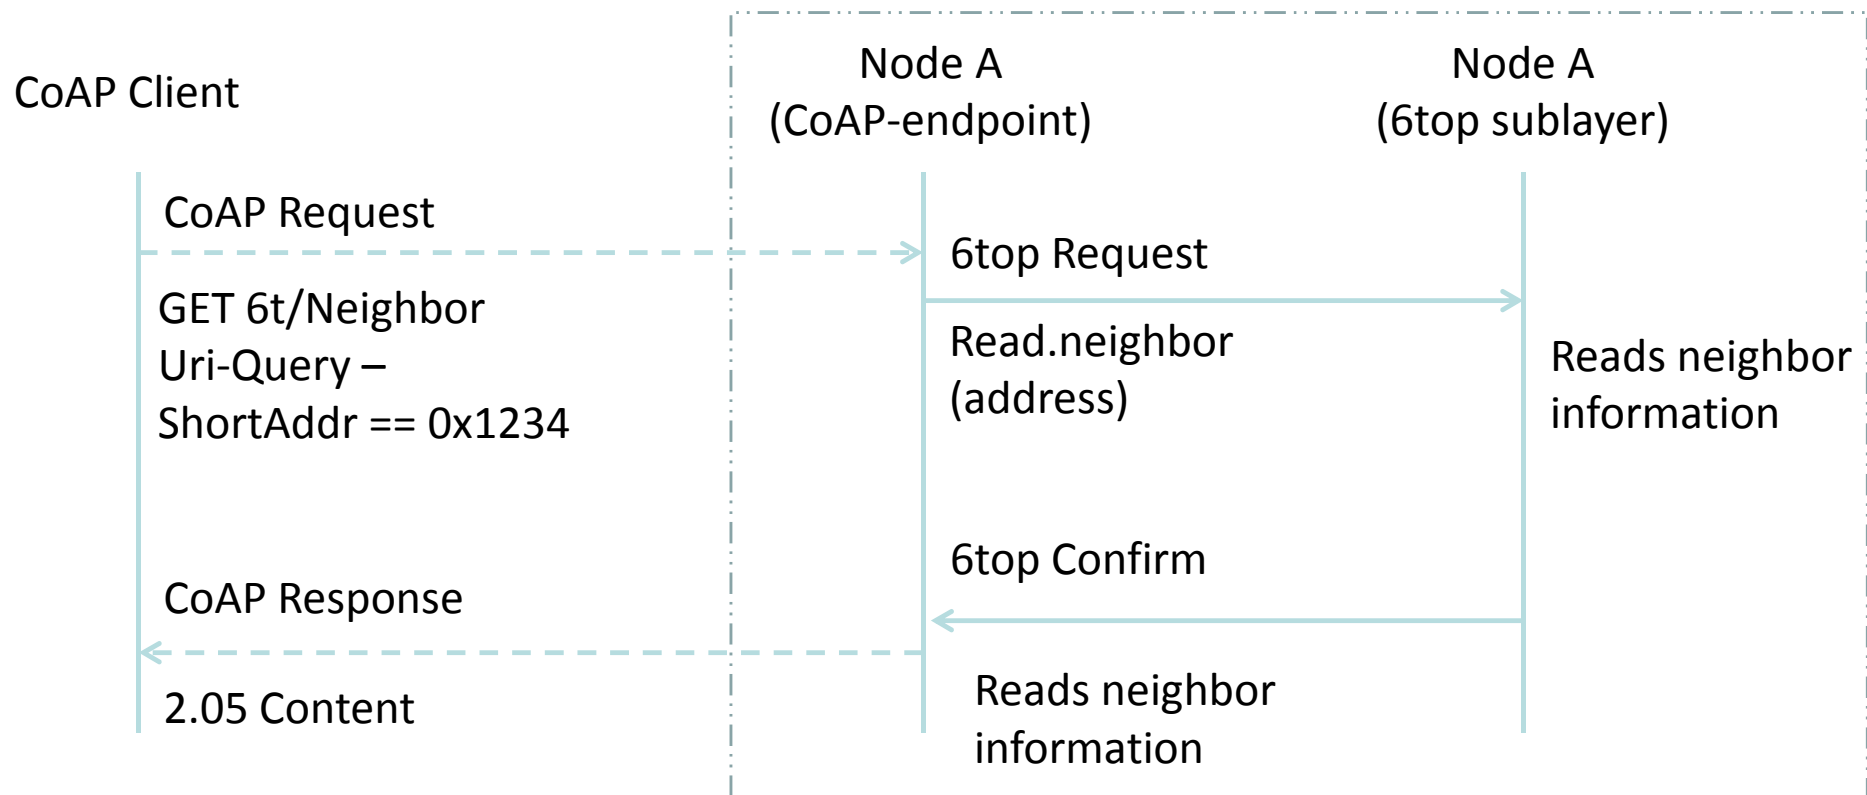 CoAP Client
Node A
(CoAP-endpoint)
Node A
(6top sublayer)
CoAP Request
6top Request
GET 6t/Neighbor
Uri-Query –
ShortAddr == 0x1234
Read.neighbor
(address)
Reads neighbor
information
6top Confirm
CoAP Response
2.05 Content
Reads neighbor
information